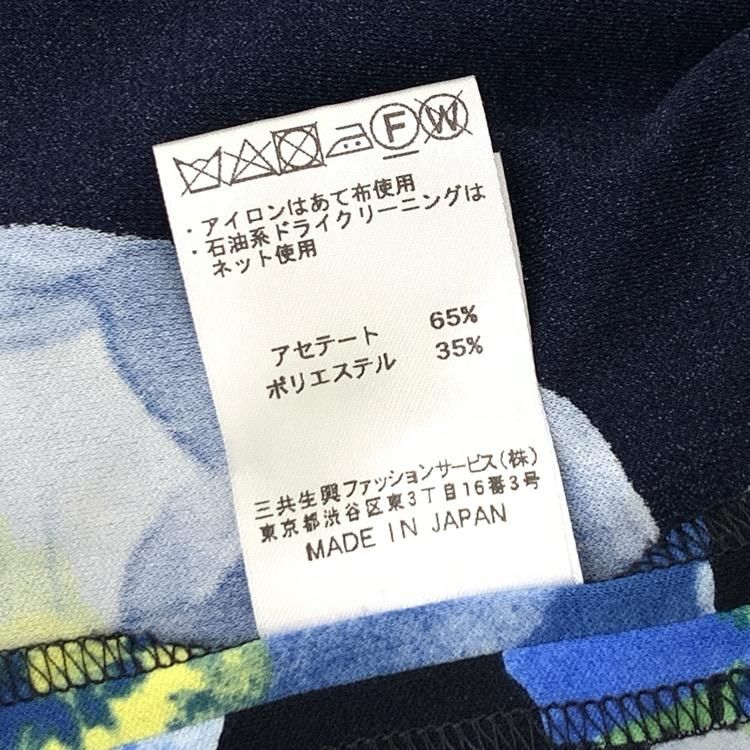 F W
・アイロンはあて布使用
・石油系ドライクリーニングは
ネット使用
アセテート 65%
ポリエステル 35%
三共生興ファッションサービス(株)
東京都渋谷区東3丁目16番3号
MADE IN JAPAN